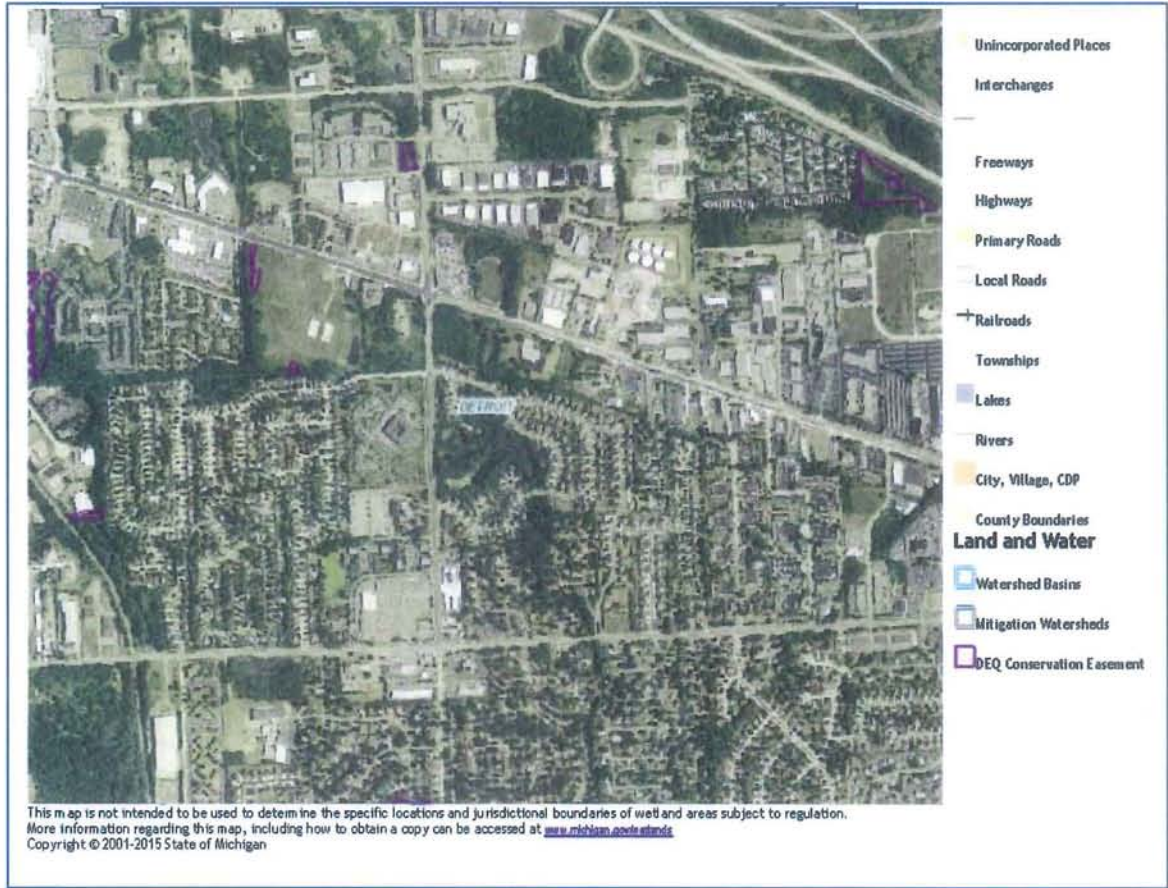 Unincorporated Places
Interchanges
Freeways
Highways
Primary Roads
Local Roads
Railroads
Townships
Lakes
Rivers
City, Village, CDP
County Boundaries
Land and Water
Watershed Basins
Mitigation Watersheds
DEQ Conservation Easement
DETROIT
This map is not intended to be used to determine the specific locations and jurisdictional boundaries of wetland areas subject to regulation.
More information regarding this map, including how to obtain a copy can be accessed at www.michigan.gov/wetlands
Copyright © 2001-2015 State of Michigan